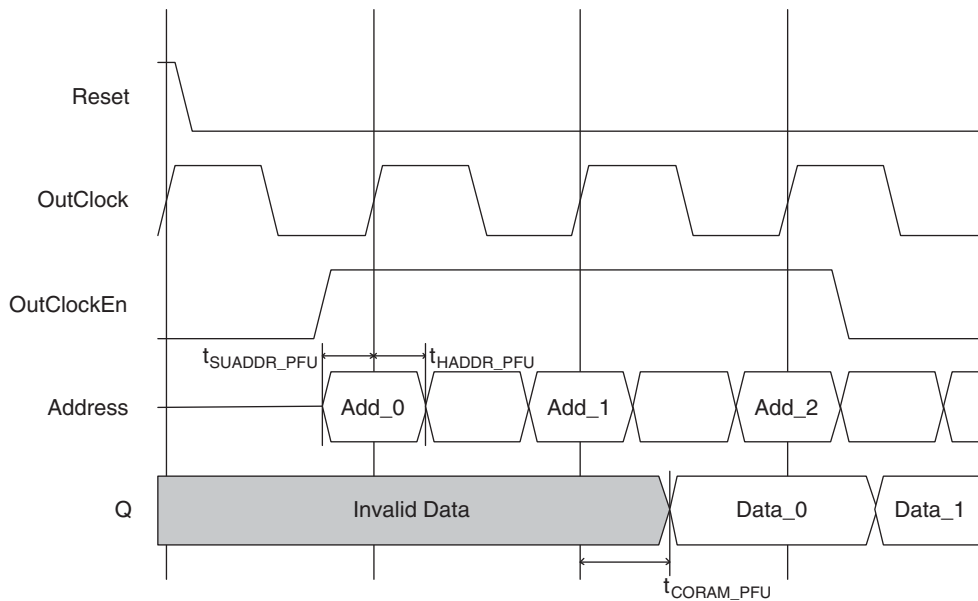 Reset
OutClock
OutClockEn
tSUADDR_PFU tHADDR_PFU
Address Add_0 Add_1 Add_2
Q Invalid Data Data_0 Data_1
tCORAM_PFU